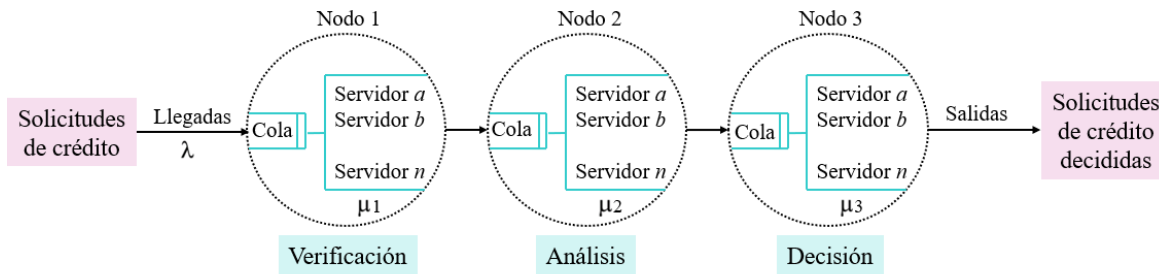 Nodo 1
Nodo 2
Nodo 3
Solicitudes
de crédito
Llegadas
λ
Cola
Servidor a
Servidor b
Servidor n
μ1
Cola
Servidor a
Servidor b
Servidor n
μ2
Cola
Servidor a
Servidor b
Servidor n
μ3
Salidas
Solicitudes
de crédito
decididas
Verificación
Análisis
Decisión